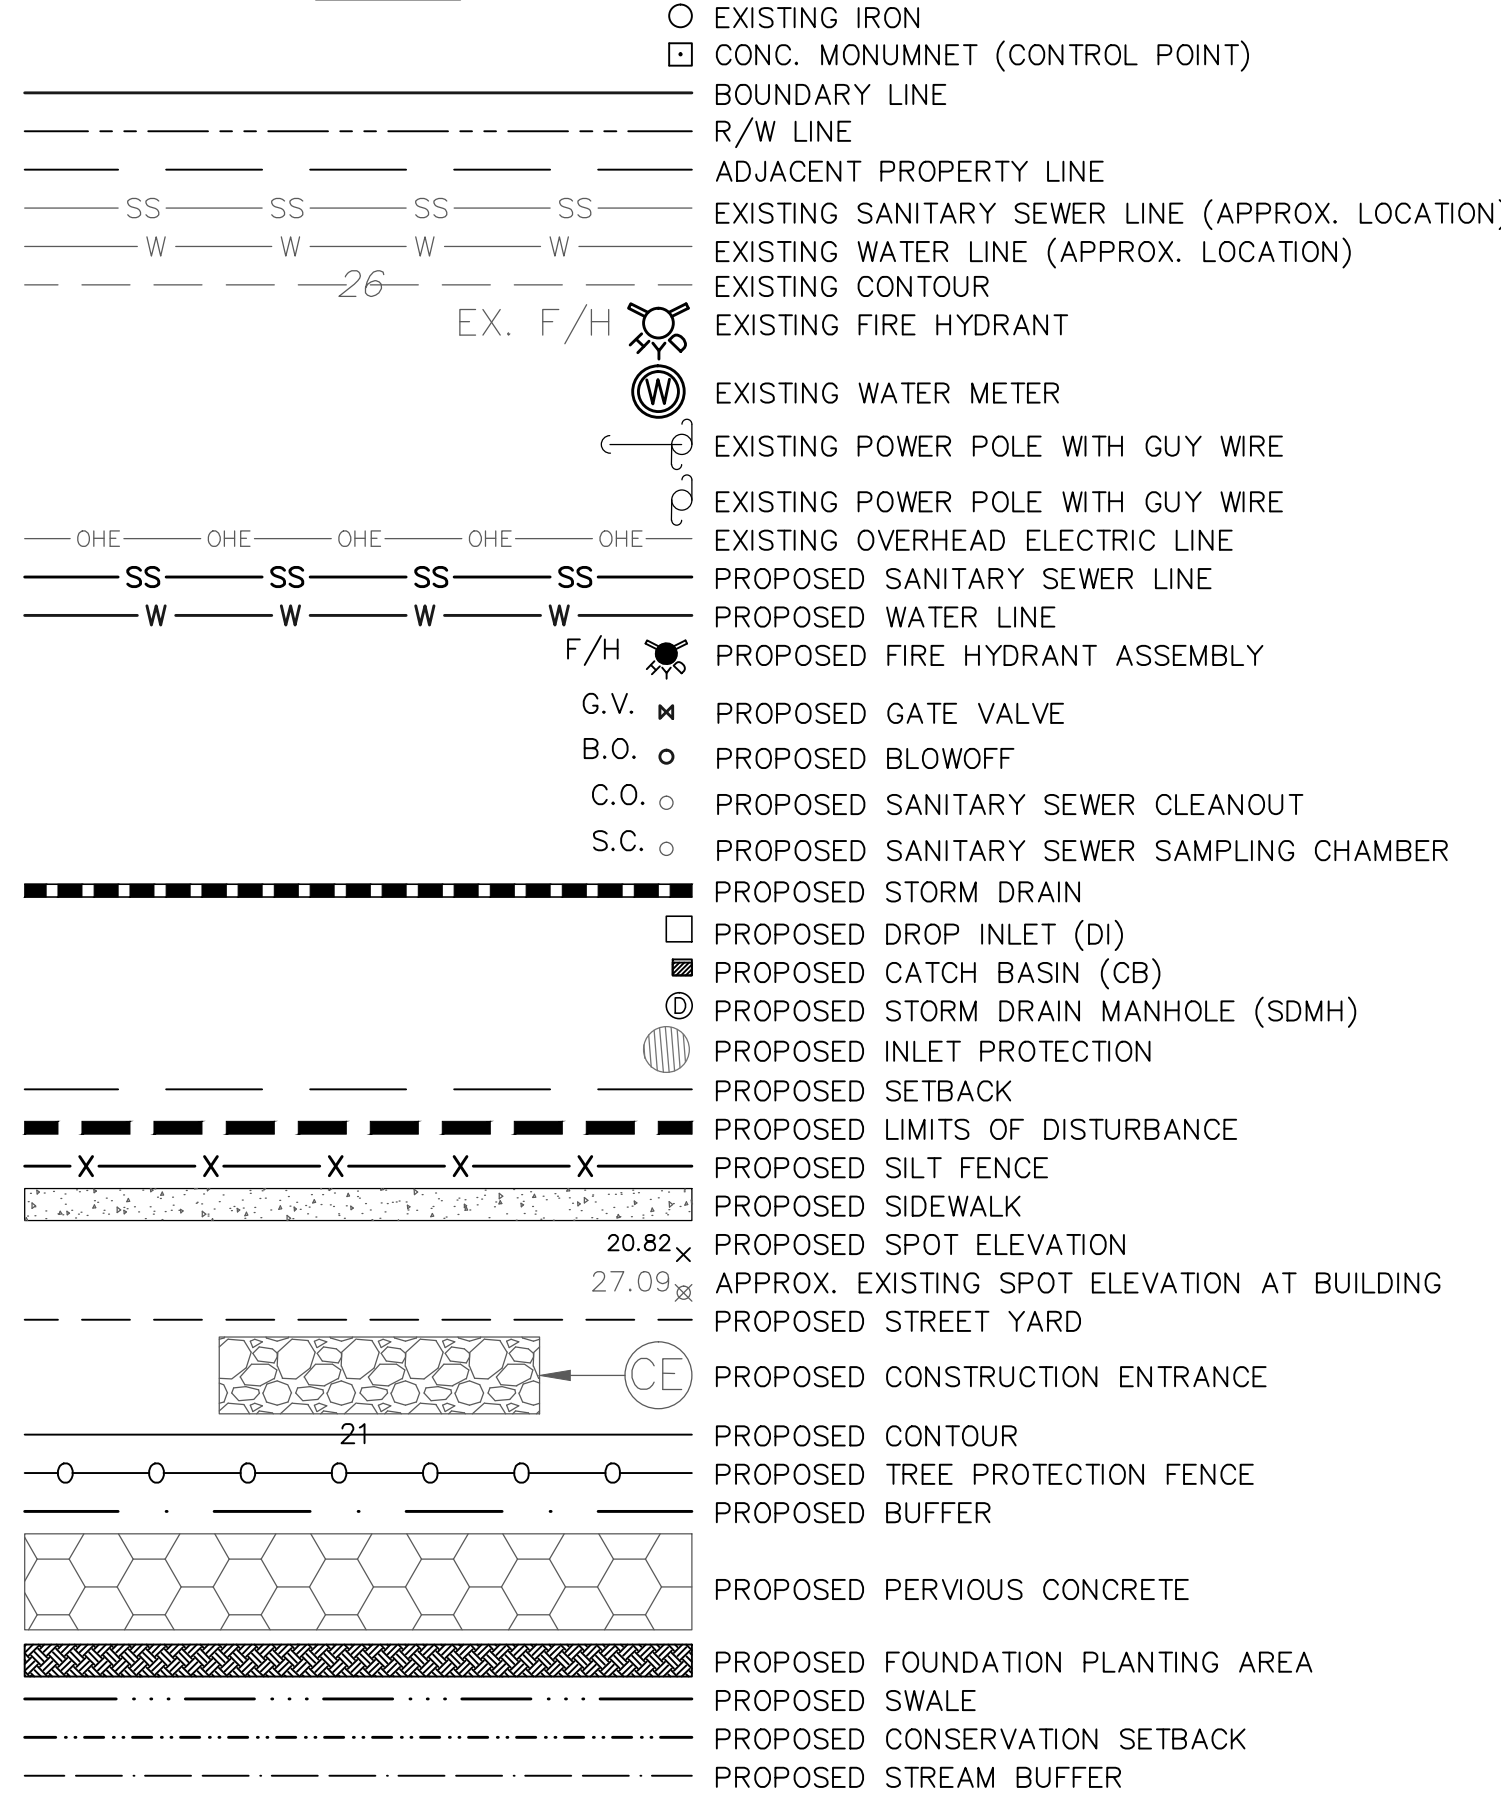 EXISTING IRON
CONC. MONUMNET (CONTROL POINT)
BOUNDARY LINE
R/W LINE
ADJACENT PROPERTY LINE
SS SS SS SS EXISTING SANITARY SEWER LINE (APPROX. LOCATION)
W W W W EXISTING WATER LINE (APPROX. LOCATION)
26 EXISTING CONTOUR
EX. F/H HYD EXISTING FIRE HYDRANT
W EXISTING WATER METER
EXISTING POWER POLE WITH GUY WIRE
EXISTING POWER POLE WITH GUY WIRE
OHE OHE OHE OHE OHE EXISTING OVERHEAD ELECTRIC LINE
SS SS SS SS PROPOSED SANITARY SEWER LINE
W W W W PROPOSED WATER LINE
F/H HYD PROPOSED FIRE HYDRANT ASSEMBLY
G.V. PROPOSED GATE VALVE
B.O. PROPOSED BLOWOFF
C.O. PROPOSED SANITARY SEWER CLEANOUT
S.C. PROPOSED SANITARY SEWER SAMPLING CHAMBER
PROPOSED STORM DRAIN
PROPOSED DROP INLET (DI)
PROPOSED CATCH BASIN (CB)
D PROPOSED STORM DRAIN MANHOLE (SDMH)
PROPOSED INLET PROTECTION
PROPOSED SETBACK
PROPOSED LIMITS OF DISTURBANCE
X X X X X PROPOSED SILT FENCE
PROPOSED SIDEWALK
20.82 PROPOSED SPOT ELEVATION
27.09 APPROX. EXISTING SPOT ELEVATION AT BUILDING
PROPOSED STREET YARD
CE PROPOSED CONSTRUCTION ENTRANCE
21 PROPOSED CONTOUR
O O O O O O O PROPOSED TREE PROTECTION FENCE
PROPOSED BUFFER
PROPOSED PERVIOUS CONCRETE
PROPOSED FOUNDATION PLANTING AREA
PROPOSED SWALE
PROPOSED CONSERVATION SETBACK
PROPOSED STREAM BUFFER